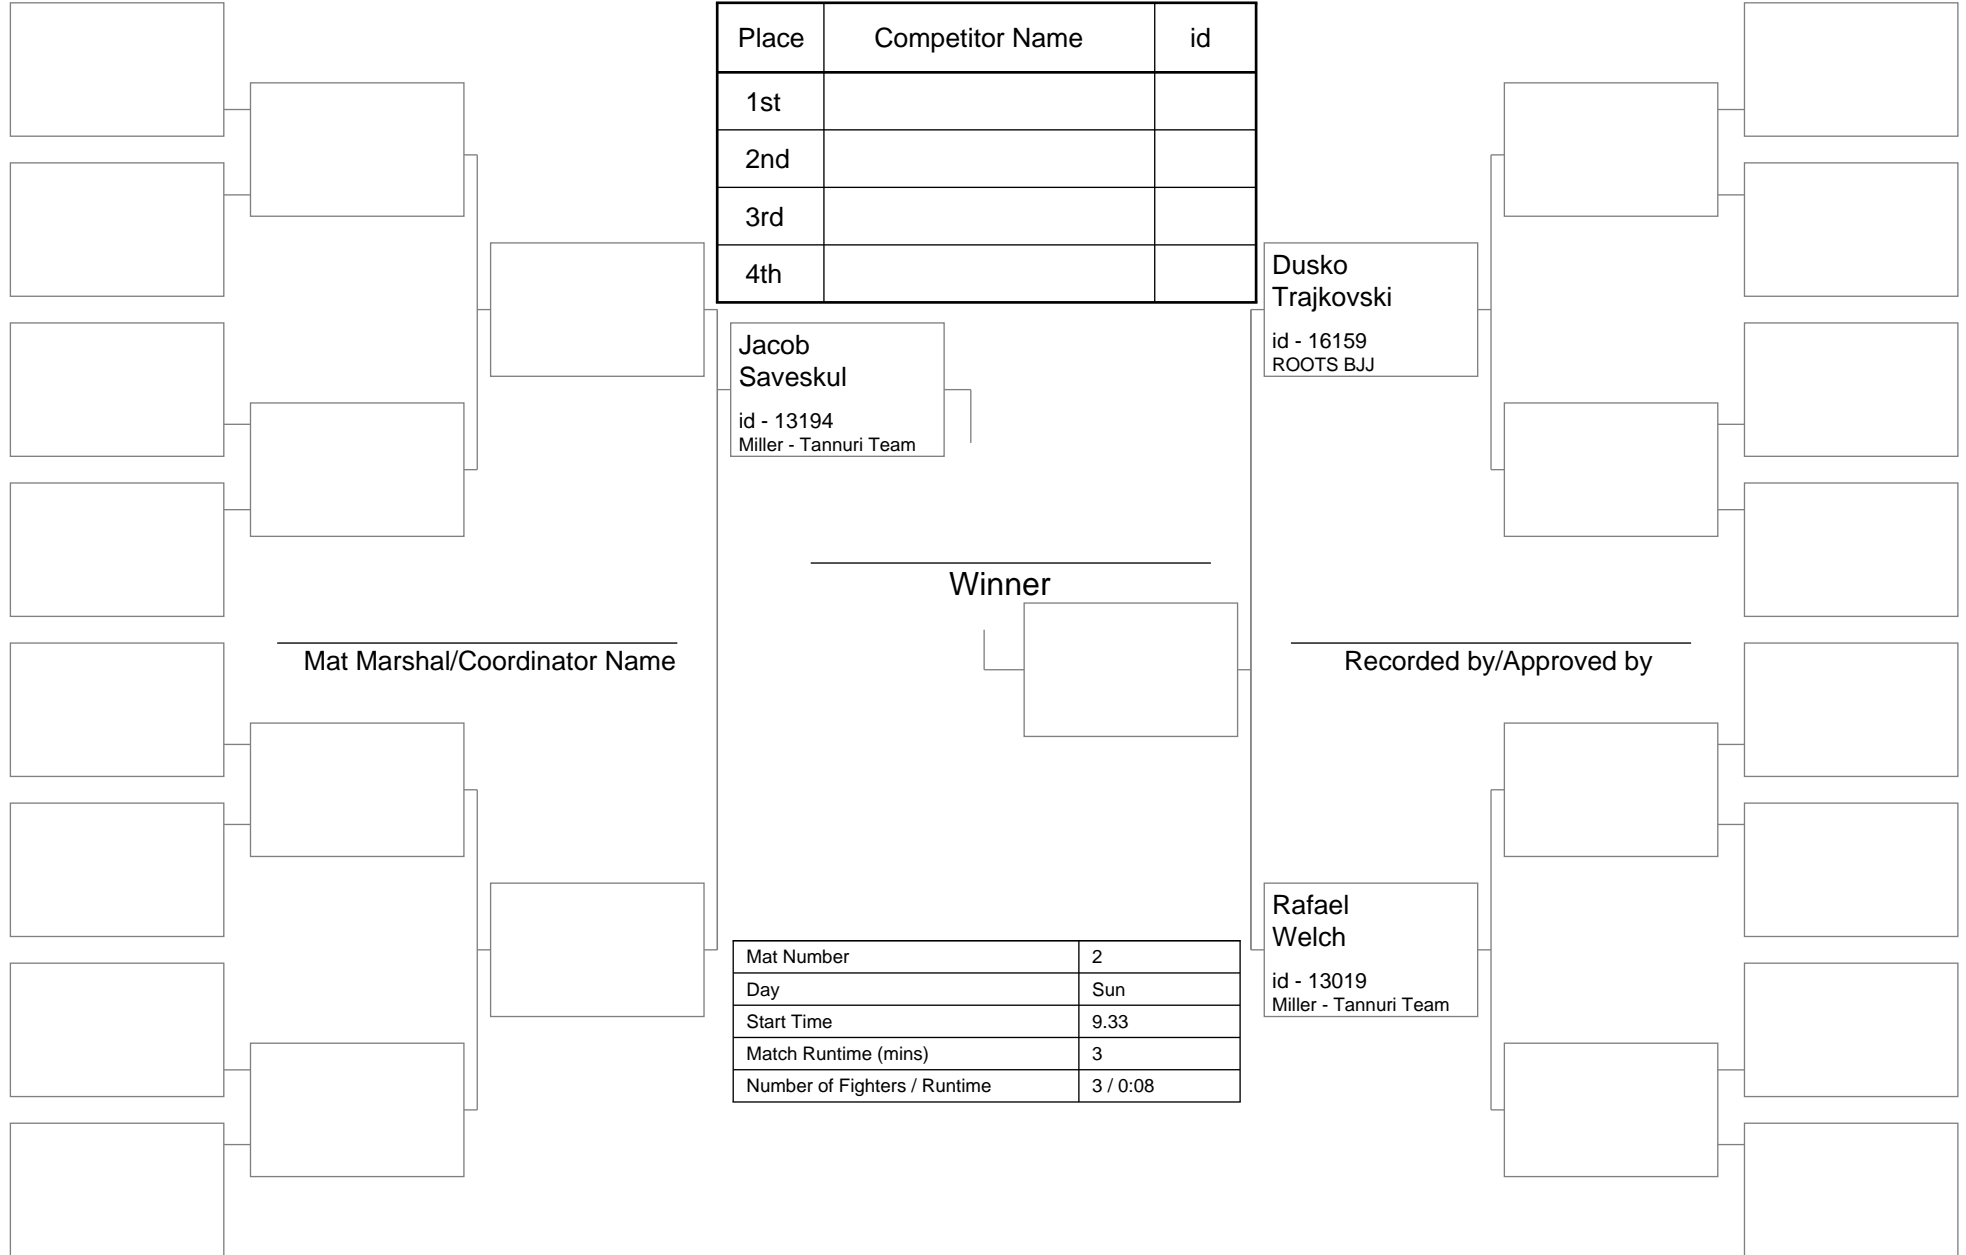 Place Competitor Name id
1st
2nd
3rd
4th
Dusko
Trajkovski
id - 16159
ROOTS BJJ
Jacob
Saveskul
id - 13194
Miller - Tannuri Team
Winner
Mat Marshal/Coordinator Name
Recorded by/Approved by
Rafael
Welch
id - 13019
Miller - Tannuri Team
Mat Number 2
Day Sun
Start Time 9.33
Match Runtime (mins) 3
Number of Fighters / Runtime 3 / 0:08